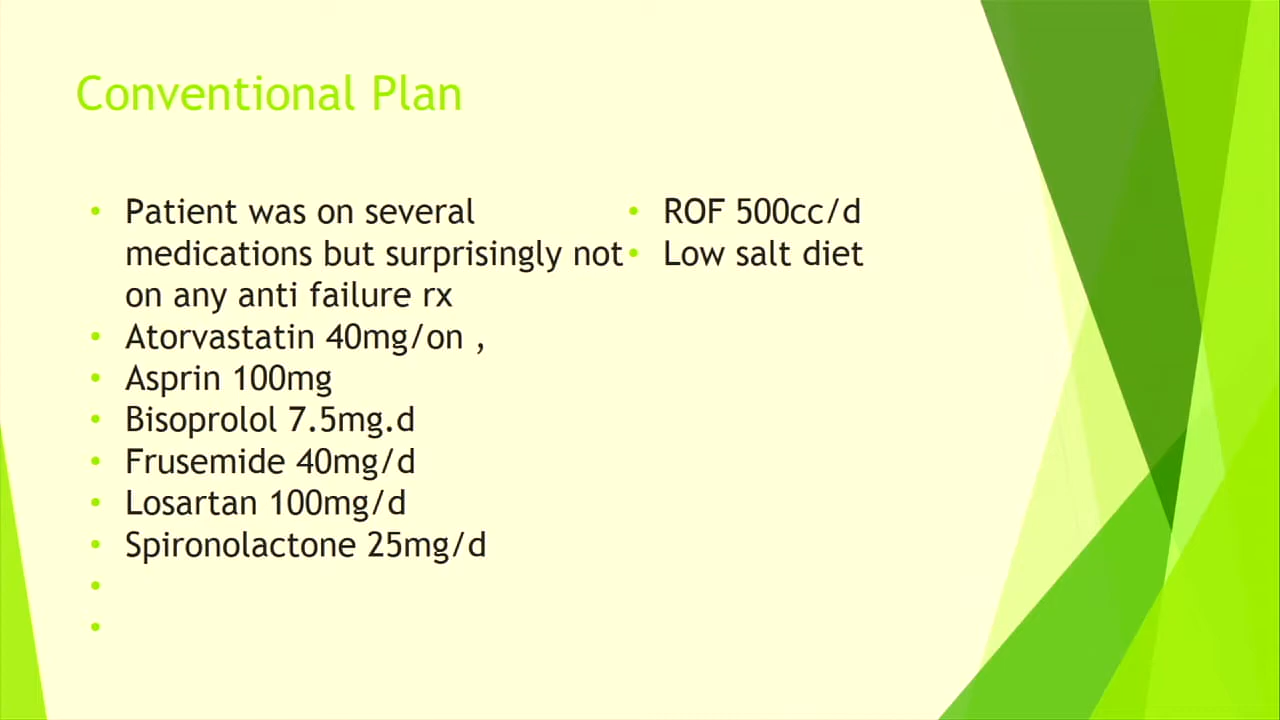 Conventional Plan
• Patient was on several
medications but surprisingly not
on any anti failure rx
• Atorvastatin 40mg/on ,
• Asprin 100mg
• Bisoprolol 7.5mg.d
• Frusemide 40mg/d
• Losartan 100mg/d
• Spironolactone 25mg/d
•
•
• ROF 500cc/d
• Low salt diet